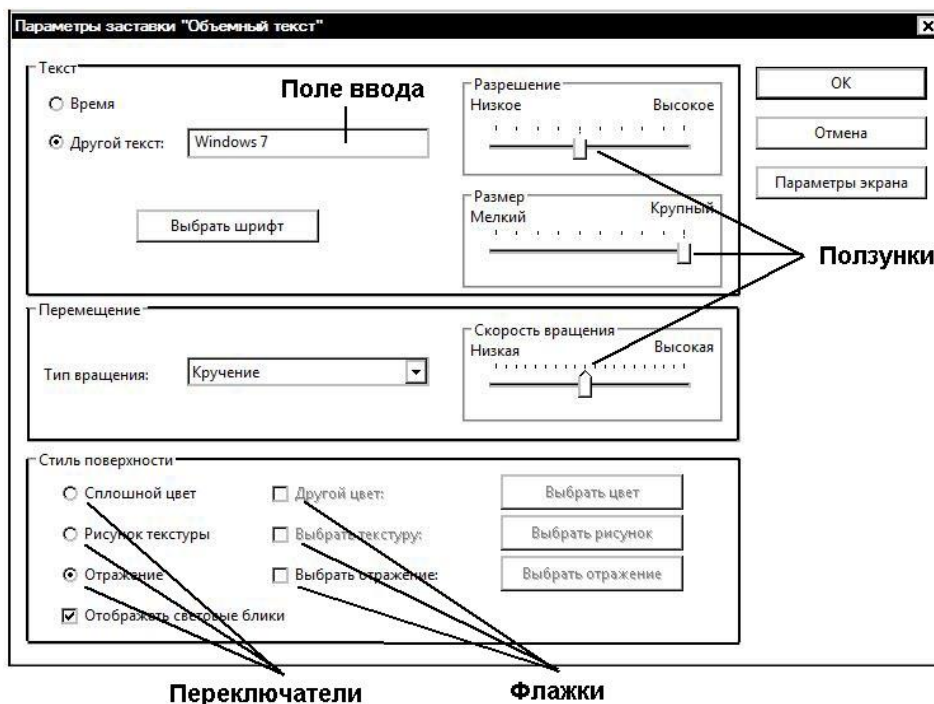 Параметры заставки "Объемный текст"
Текст
Время
Другой текст:
Windows 7
Выбрать шрифт
Поле ввода
Разрешение
Низкое Высокое
Размер
Мелкий Крупный
OK
Отмена
Параметры экрана
Ползунки
Перемещение
Тип вращения:
Кручение
Скорость вращения
Низкая Высокая
Стиль поверхности
Сплошной цвет
Другой цвет:
Выбрать цвет
Рисунок текстуры
Выбрать текстуру:
Выбрать рисунок
Отражение
Выбрать отражение:
Выбрать отражение
Отображать световые блики
Переключатели
Флажки